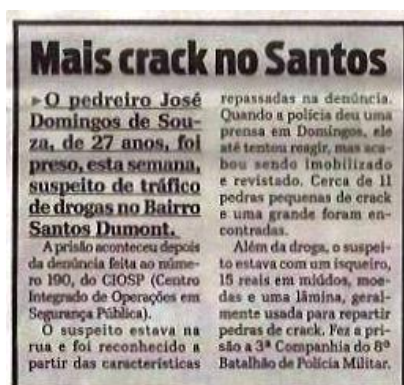 Mais crack no Santos
▸O pedreiro José
Domingos de Sou-
za, de 27 anos, foi
preso, esta semana,
suspeito de tráfico
de drogas no Bairro
Santos Dumont.
A prisão aconteceu depois
da denúncia feita ao núme-
ro 190, do CIOSP (Centro
Integrado de Operações em
Segurança Pública).
O suspeito estava na
rua e foi reconhecido a
partir das características
repassadas na denúncia.
Quando a polícia deu uma
prensa em Domingos, ele
até tentou reagir, mas aca-
bou sendo imobilizado
e revistado. Cerca de 11
pedras pequenas de crack
e uma grande foram en-
contradas.
Além da droga, o suspei-
to estava com um isqueiro,
15 reais em miúdos, moe-
das e uma lâmina, geral-
mente usada para repartir
pedras de crack. Fez a pri-
são a 3ª Companhia do 8º
Batalhão de Polícia Militar.